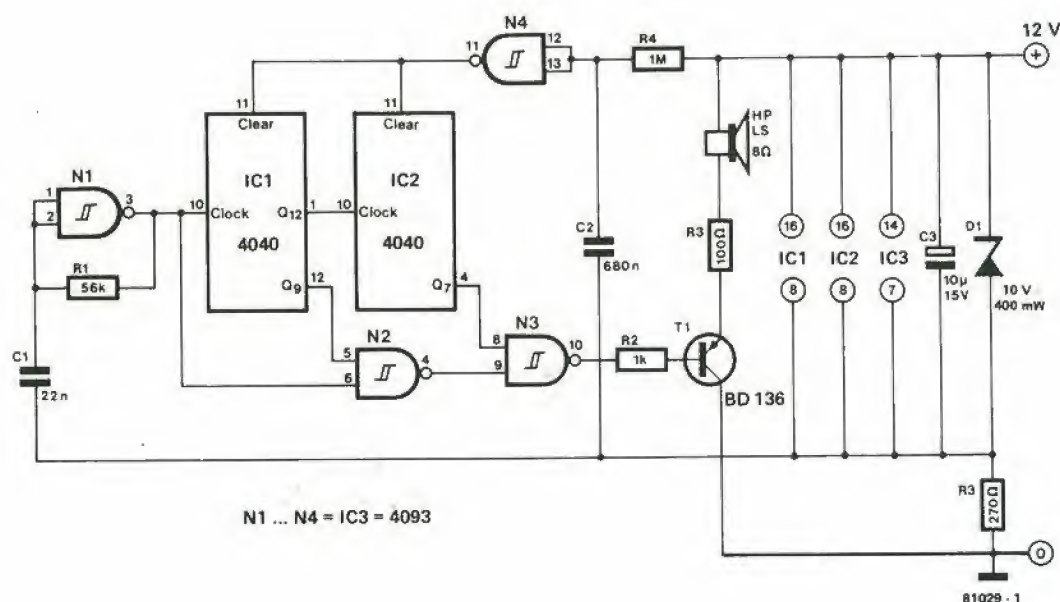 12 V
+
N4
11
12
13
R4
1M
HP
LS
8Ω
11
Clear
11
Clear
N1
1
2
3
10
Clock
IC1
4040
Q12
1
10
Clock
IC2
4040
Q9
12
Q7
4
R1
56k
C1
22n
N2
5
6
4
N3
8
9
10
R2
1k
C2
680n
R3
100Ω
T1
BD 136
16
IC1
8
16
IC2
8
14
IC3
7
C3
10µ
15V
D1
10 V
400 mW
R3
270Ω
0
N1 ... N4 = IC3 = 4093
81029 - 1